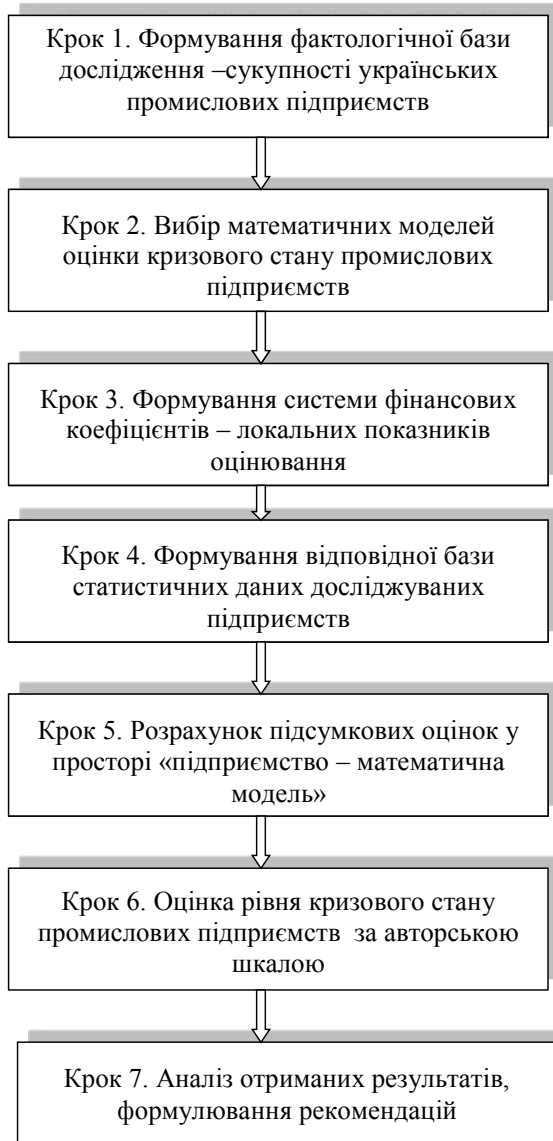 Крок 1. Формування фактологічної бази
дослідження –сукупності українських
промислових підприємств
Крок 2. Вибір математичних моделей
оцінки кризового стану промислових
підприємств
Крок 3. Формування системи фінансових
коефіцієнтів – локальних показників
оцінювання
Крок 4. Формування відповідної бази
статистичних даних досліджуваних
підприємств
Крок 5. Розрахунок підсумкових оцінок у
просторі «підприємство – математична
модель»
Крок 6. Оцінка рівня кризового стану
промислових підприємств за авторською
шкалою
Крок 7. Аналіз отриманих результатів,
формулювання рекомендацій